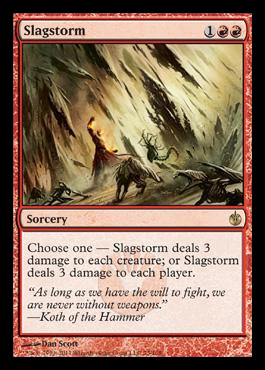 Slagstorm 1
Sorcery
Choose one — Slagstorm deals 3
damage to each creature; or Slagstorm
deals 3 damage to each player.
"As long as we have the will to fight, we
are never without weapons."
—Koth of the Hammer
Dan Scott